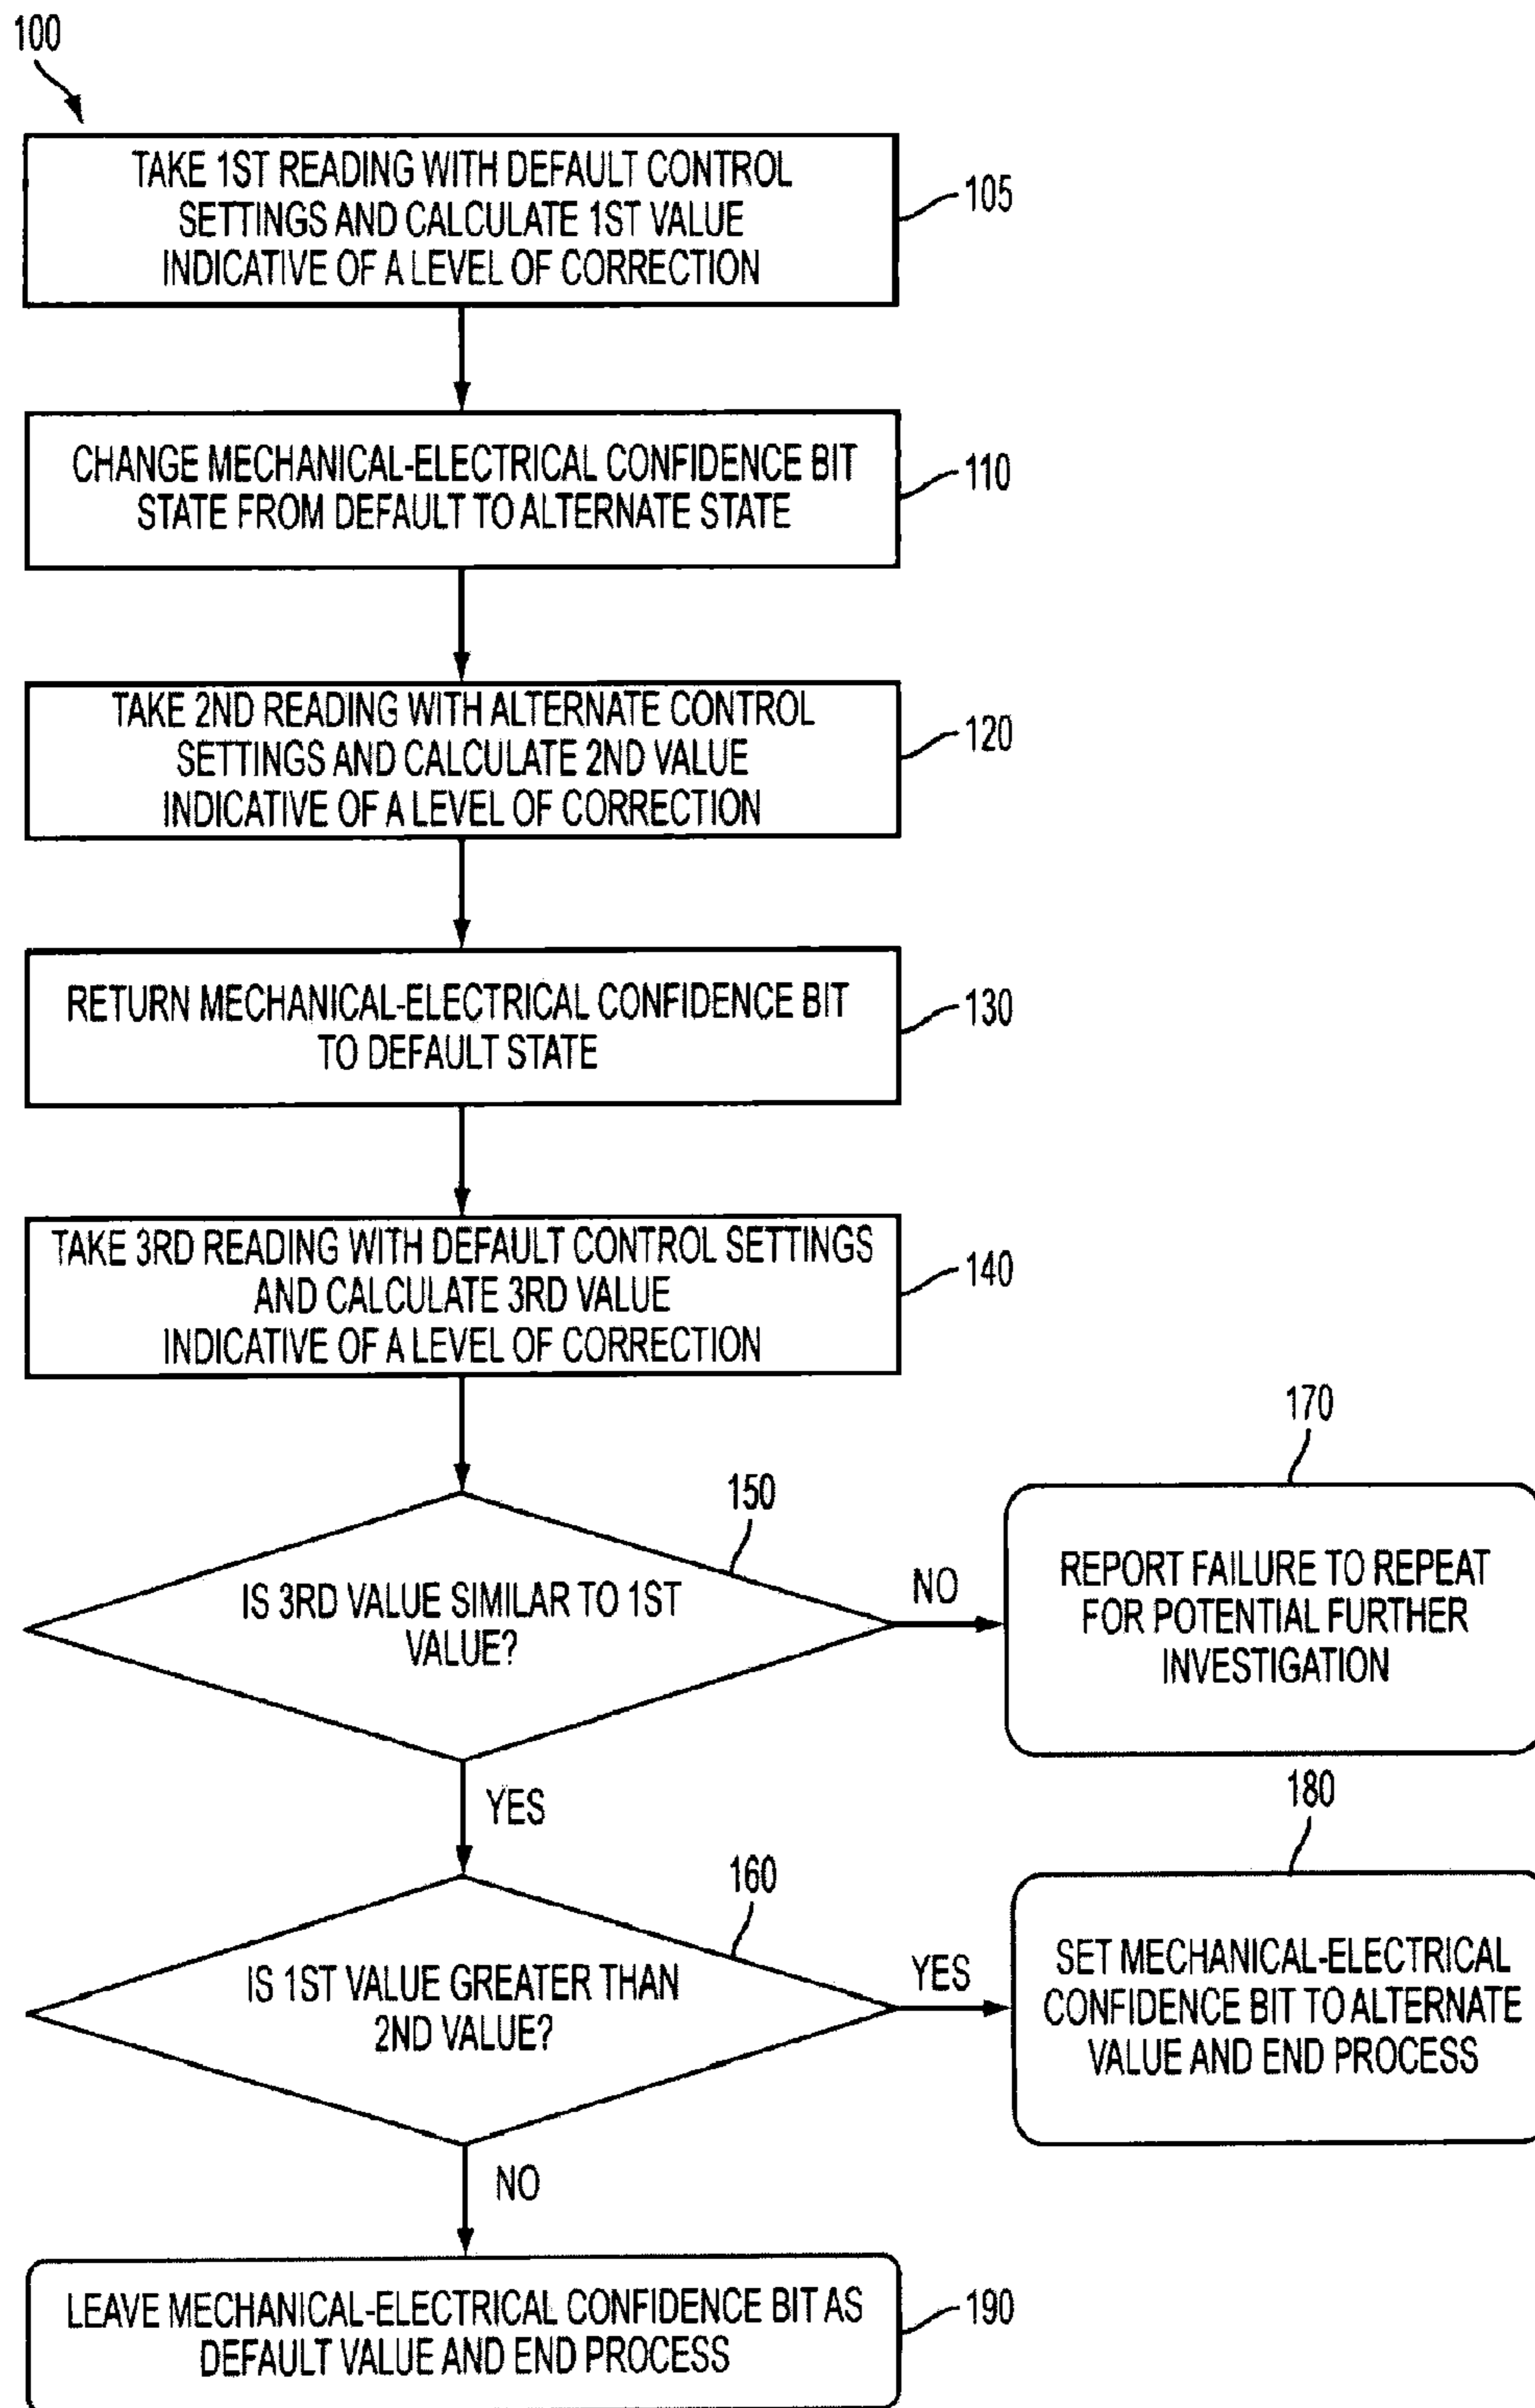 100
TAKE 1ST READING WITH DEFAULT CONTROL
SETTINGS AND CALCULATE 1ST VALUE
INDICATIVE OF A LEVEL OF CORRECTION
105
CHANGE MECHANICAL-ELECTRICAL CONFIDENCE BIT
STATE FROM DEFAULT TO ALTERNATE STATE
110
TAKE 2ND READING WITH ALTERNATE CONTROL
SETTINGS AND CALCULATE 2ND VALUE
INDICATIVE OF A LEVEL OF CORRECTION
120
RETURN MECHANICAL-ELECTRICAL CONFIDENCE BIT
TO DEFAULT STATE
130
TAKE 3RD READING WITH DEFAULT CONTROL SETTINGS
AND CALCULATE 3RD VALUE
INDICATIVE OF A LEVEL OF CORRECTION
140
IS 3RD VALUE SIMILAR TO 1ST
VALUE?
150
NO
170
REPORT FAILURE TO REPEAT
FOR POTENTIAL FURTHER
INVESTIGATION
YES
IS 1ST VALUE GREATER THAN
2ND VALUE?
160
YES
180
SET MECHANICAL-ELECTRICAL
CONFIDENCE BIT TO ALTERNATE
VALUE AND END PROCESS
NO
LEAVE MECHANICAL-ELECTRICAL CONFIDENCE BIT AS
DEFAULT VALUE AND END PROCESS
190